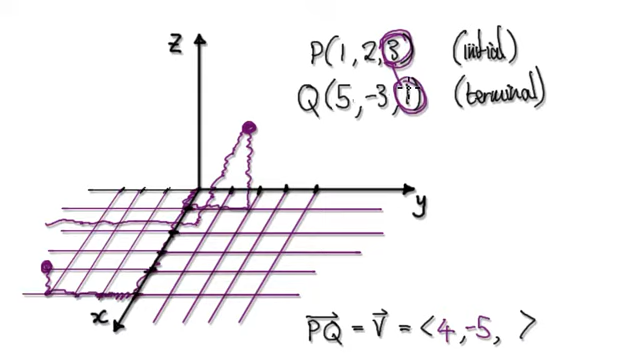 z
P(1, 2, 3) (initial)
Q(5, -3, 1) (terminal)
y
x
PQ = V = < 4, -5, >